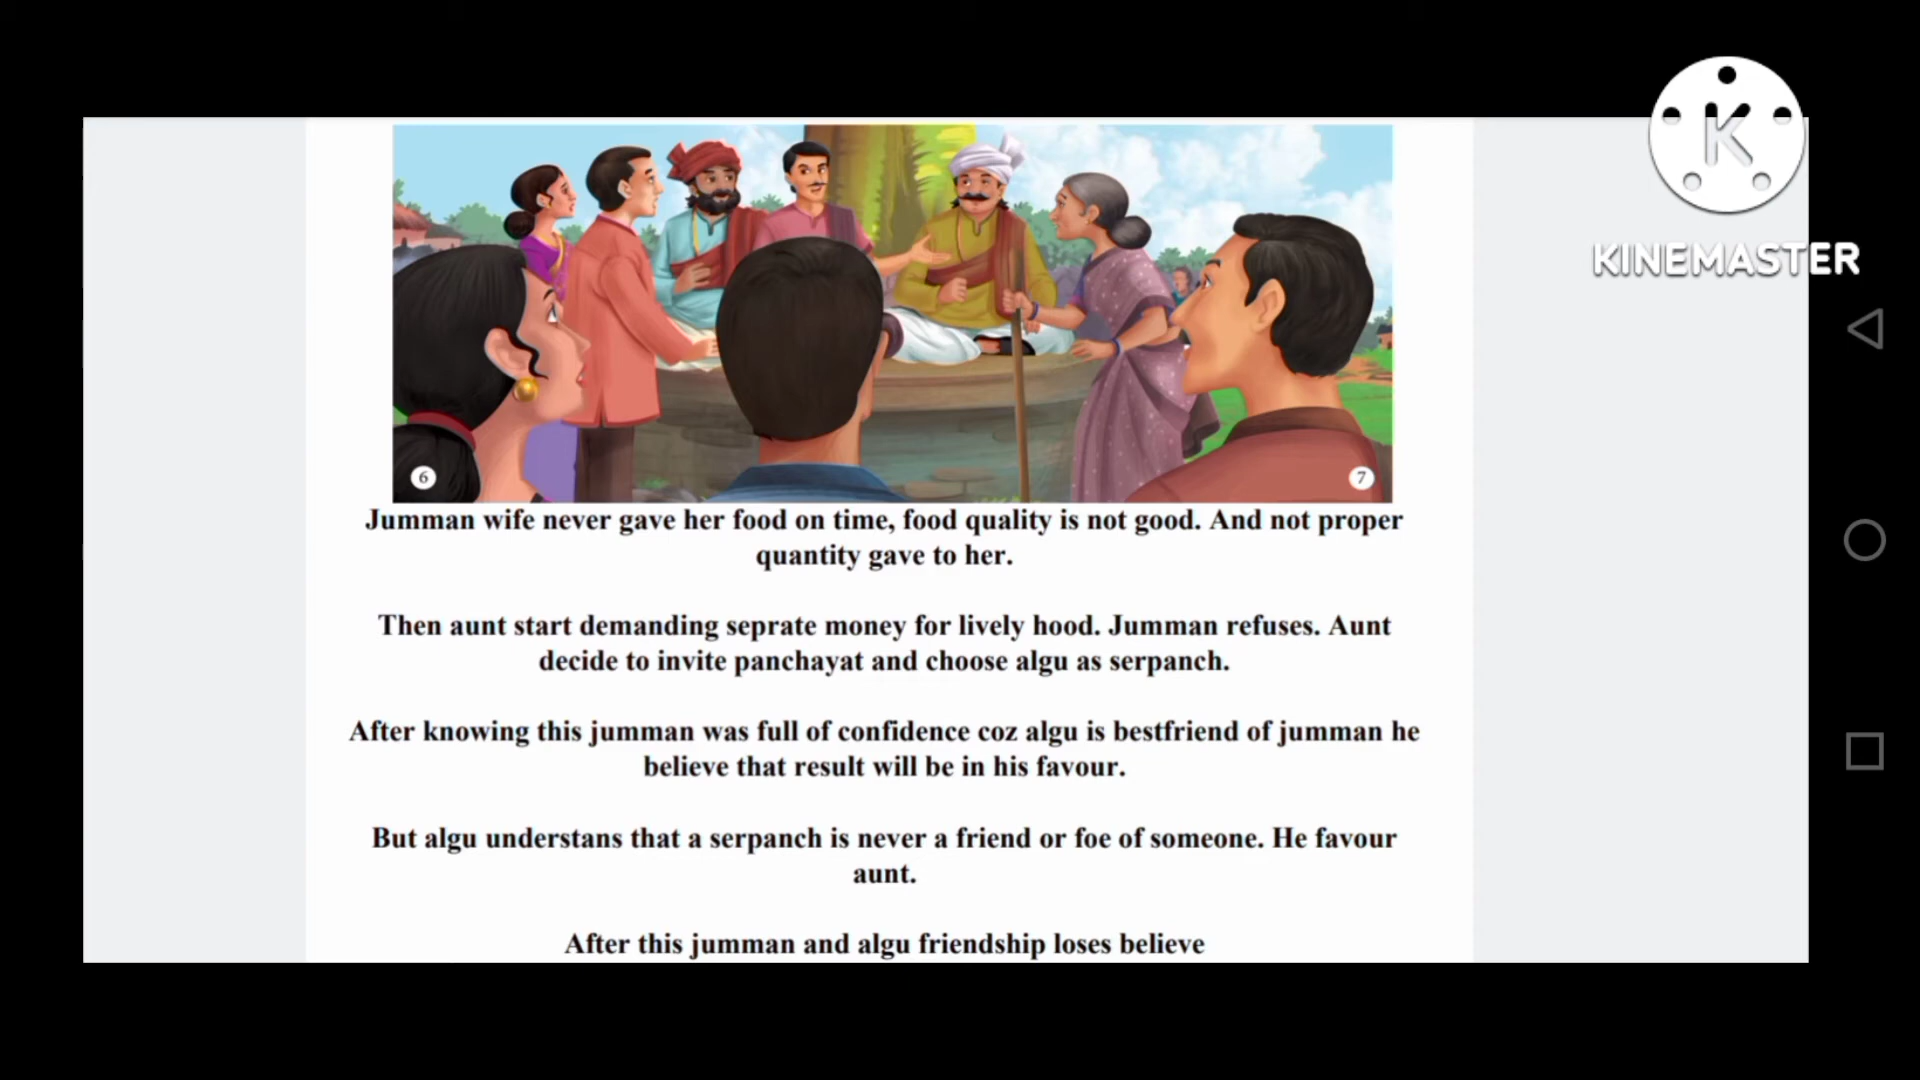 KINEMASTER
6
7
Jumman wife never gave her food on time, food quality is not good. And not proper
quantity gave to her.
Then aunt start demanding seprate money for lively hood. Jumman refuses. Aunt
decide to invite panchayat and choose algu as serpanch.
After knowing this jumman was full of confidence coz algu is bestfriend of jumman he
believe that result will be in his favour.
But algu understans that a serpanch is never a friend or foe of someone. He favour
aunt.
After this jumman and algu friendship loses believe